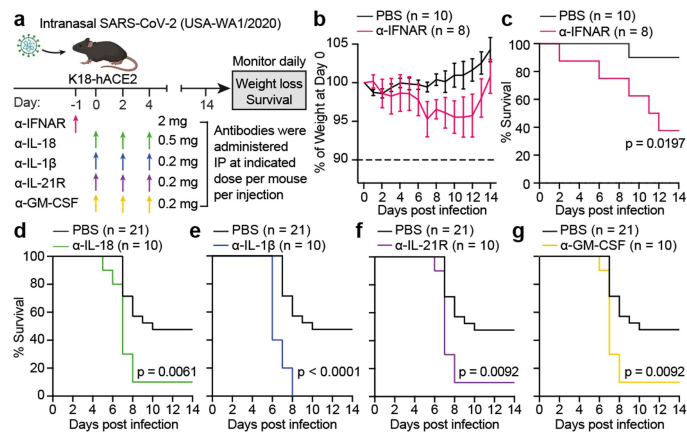 a
Intranasal SARS-CoV-2 (USA-WA1/2020)
K18-hACE2
Monitor daily
Weight loss
Survival
Day: -1 0 2 4 14
α-IFNAR 2 mg
α-IL-18 0.5 mg
α-IL-1β 0.2 mg
α-IL-21R 0.2 mg
α-GM-CSF 0.2 mg
Antibodies were
administered
IP at indicated
dose per mouse
per injection
b
PBS (n = 10)
α-IFNAR (n = 8)
% of Weight at Day 0
105
100
95
90
0 2 4 6 8 10 12 14
Days post infection
c
PBS (n = 10)
α-IFNAR (n = 8)
% Survival
100
80
60
40
20
p = 0.0197
0 2 4 6 8 10 12 14
Days post infection
d
PBS (n = 21)
α-IL-18 (n = 10)
% Survival
100
80
60
40
20
p = 0.0061
0 2 4 6 8 10 12 14
Days post infection
e
PBS (n = 21)
α-IL-1β (n = 10)
p < 0.0001
0 2 4 6 8 10 12 14
Days post infection
f
PBS (n = 21)
α-IL-21R (n = 10)
p = 0.0092
0 2 4 6 8 10 12 14
Days post infection
g
PBS (n = 21)
α-GM-CSF (n = 10)
p = 0.0092
0 2 4 6 8 10 12 14
Days post infection